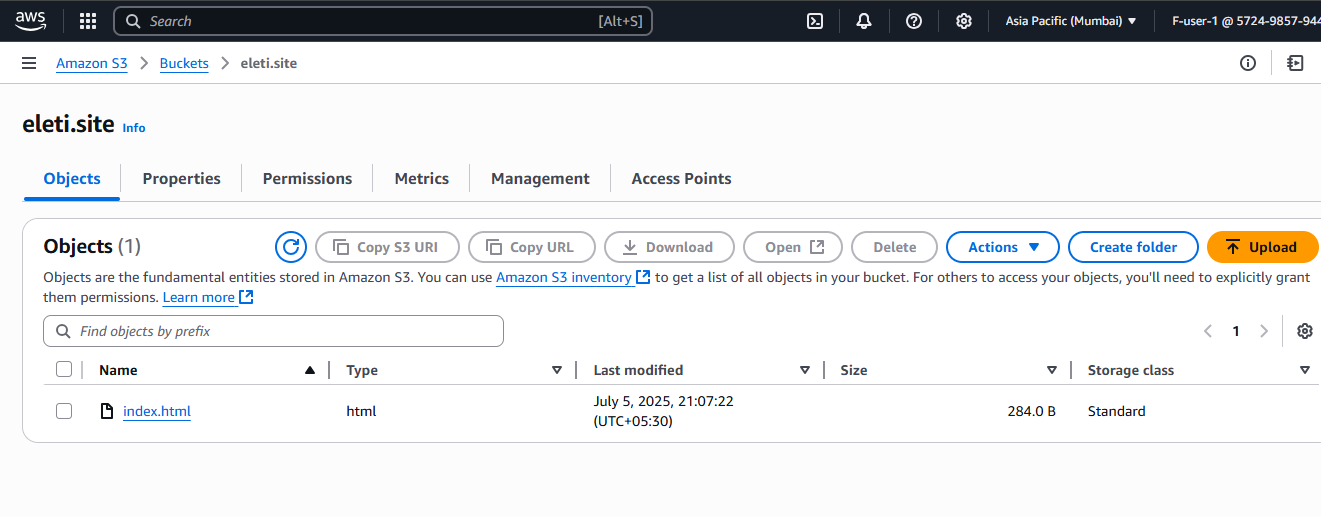 aws
Search [Alt+S] Asia Pacific (Mumbai) F-user-1 @ 5724-9857-944
Amazon S3 Buckets eleti.site
eleti.site Info
Objects Properties Permissions Metrics Management Access Points
Objects (1) Copy S3 URI Copy URL Download Open Delete Actions Create folder Upload
Objects are the fundamental entities stored in Amazon S3. You can use Amazon S3 inventory to get a list of all objects in your bucket. For others to access your objects, you'll need to explicitly grant
them permissions. Learn more
Find objects by prefix 1
Name Type Last modified Size Storage class
index.html html July 5, 2025, 21:07:22 284.0 B Standard
(UTC+05:30)